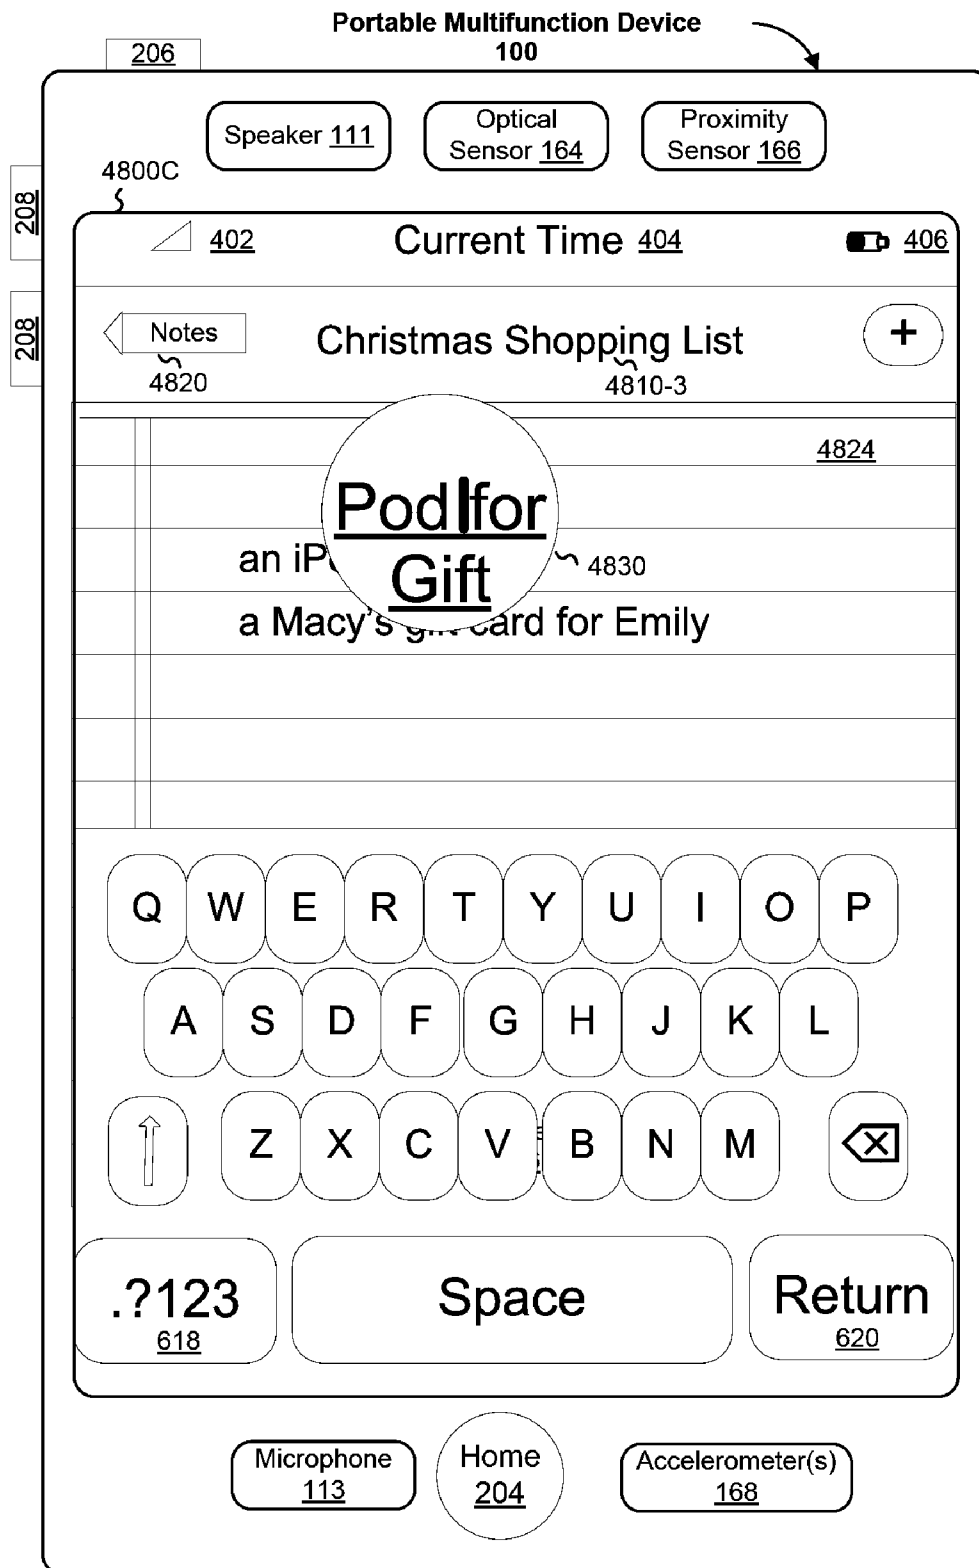 Portable Multifunction Device
100
206
Speaker 111
Optical
Sensor 164
Proximity
Sensor 166
208
4800C
402
Current Time 404
406
208
Notes
Christmas Shopping List
+
4820
4810-3
4824
Pod for
Gift
an iP
4830
a Macy's gift card for Emily
Q W E R T Y U I O P
A S D F G H J K L
Z X C V B N M
.?123
618
Space
Return
620
Microphone
113
Home
204
Accelerometer(s)
168